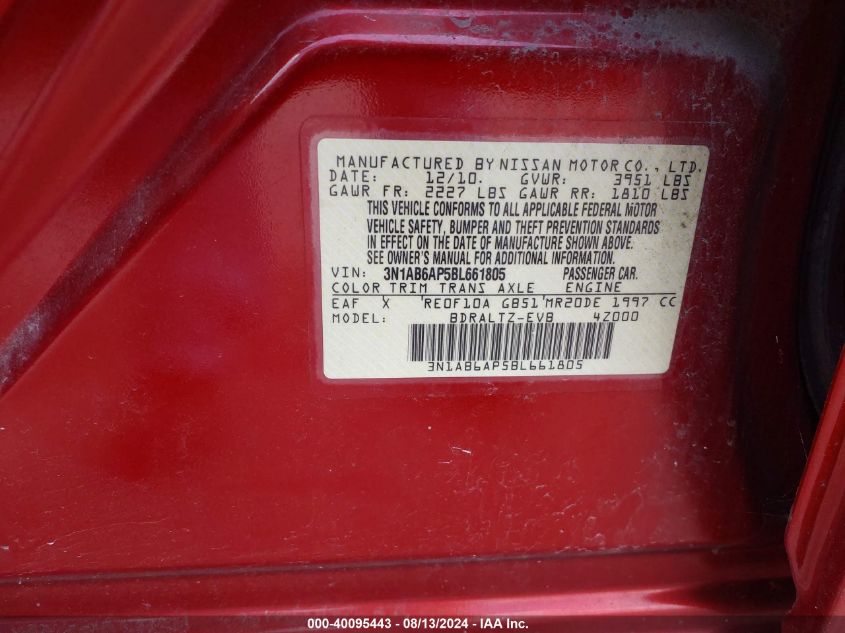 MANUFACTURED BY NISSAN MOTOR CO., LTD.
DATE: 12/10. GVWR: 3951 LBS
GAWR FR: 2227 LBS GAWR RR: 1810 LBS
THIS VEHICLE CONFORMS TO ALL APPLICABLE FEDERAL MOTOR
VEHICLE SAFETY, BUMPER AND THEFT PREVENTION STANDARDS
IN EFFECT ON THE DATE OF MANUFACTURE SHOWN ABOVE.
SEE OWNER'S MANUAL FOR ADDITIONAL INFORMATION.
VIN: 3N1AB6AP5BL661805 PASSENGER CAR.
COLOR TRIM TRANS AXLE ENGINE
EAF X 'RE0F10A GB51'MR20DE 1997 CC
MODEL: BDRALTZ-EVB 4Z000
3N1AB6AP5BL661805
000-40095443 - 08/13/2024 - IAA Inc.